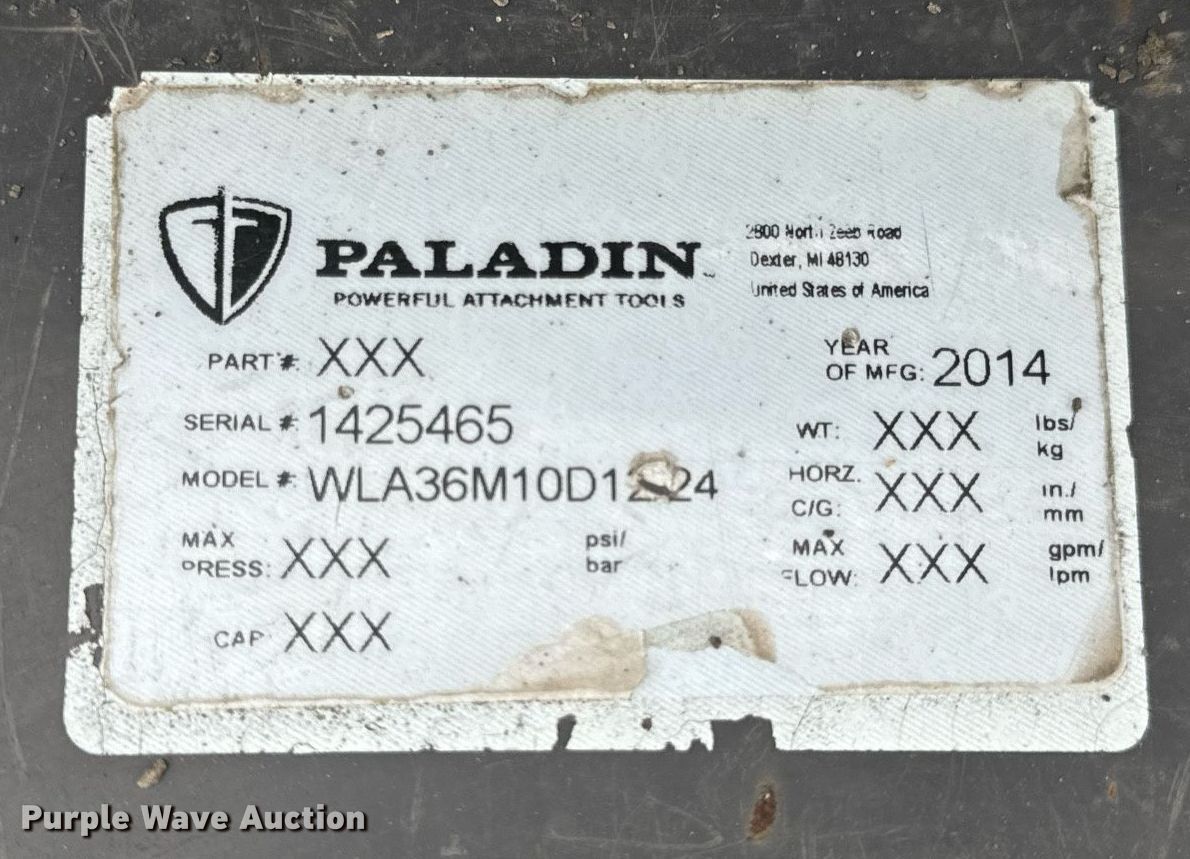 PALADIN
POWERFUL ATTACHMENT TOOLS
2800 North Zeeb Road
Dexter, MI 48130
United States of America
PART #: XXX
YEAR OF MFG: 2014
SERIAL #: 1425465
WT: XXX lbs/ kg
MODEL #:
HORZ. C/G: XXX in./ mm
MAX PRESS: XXX psi/ bar
MAX FLOW: XXX gpm/ lpm
CAP XXX
Purple Wave Auction